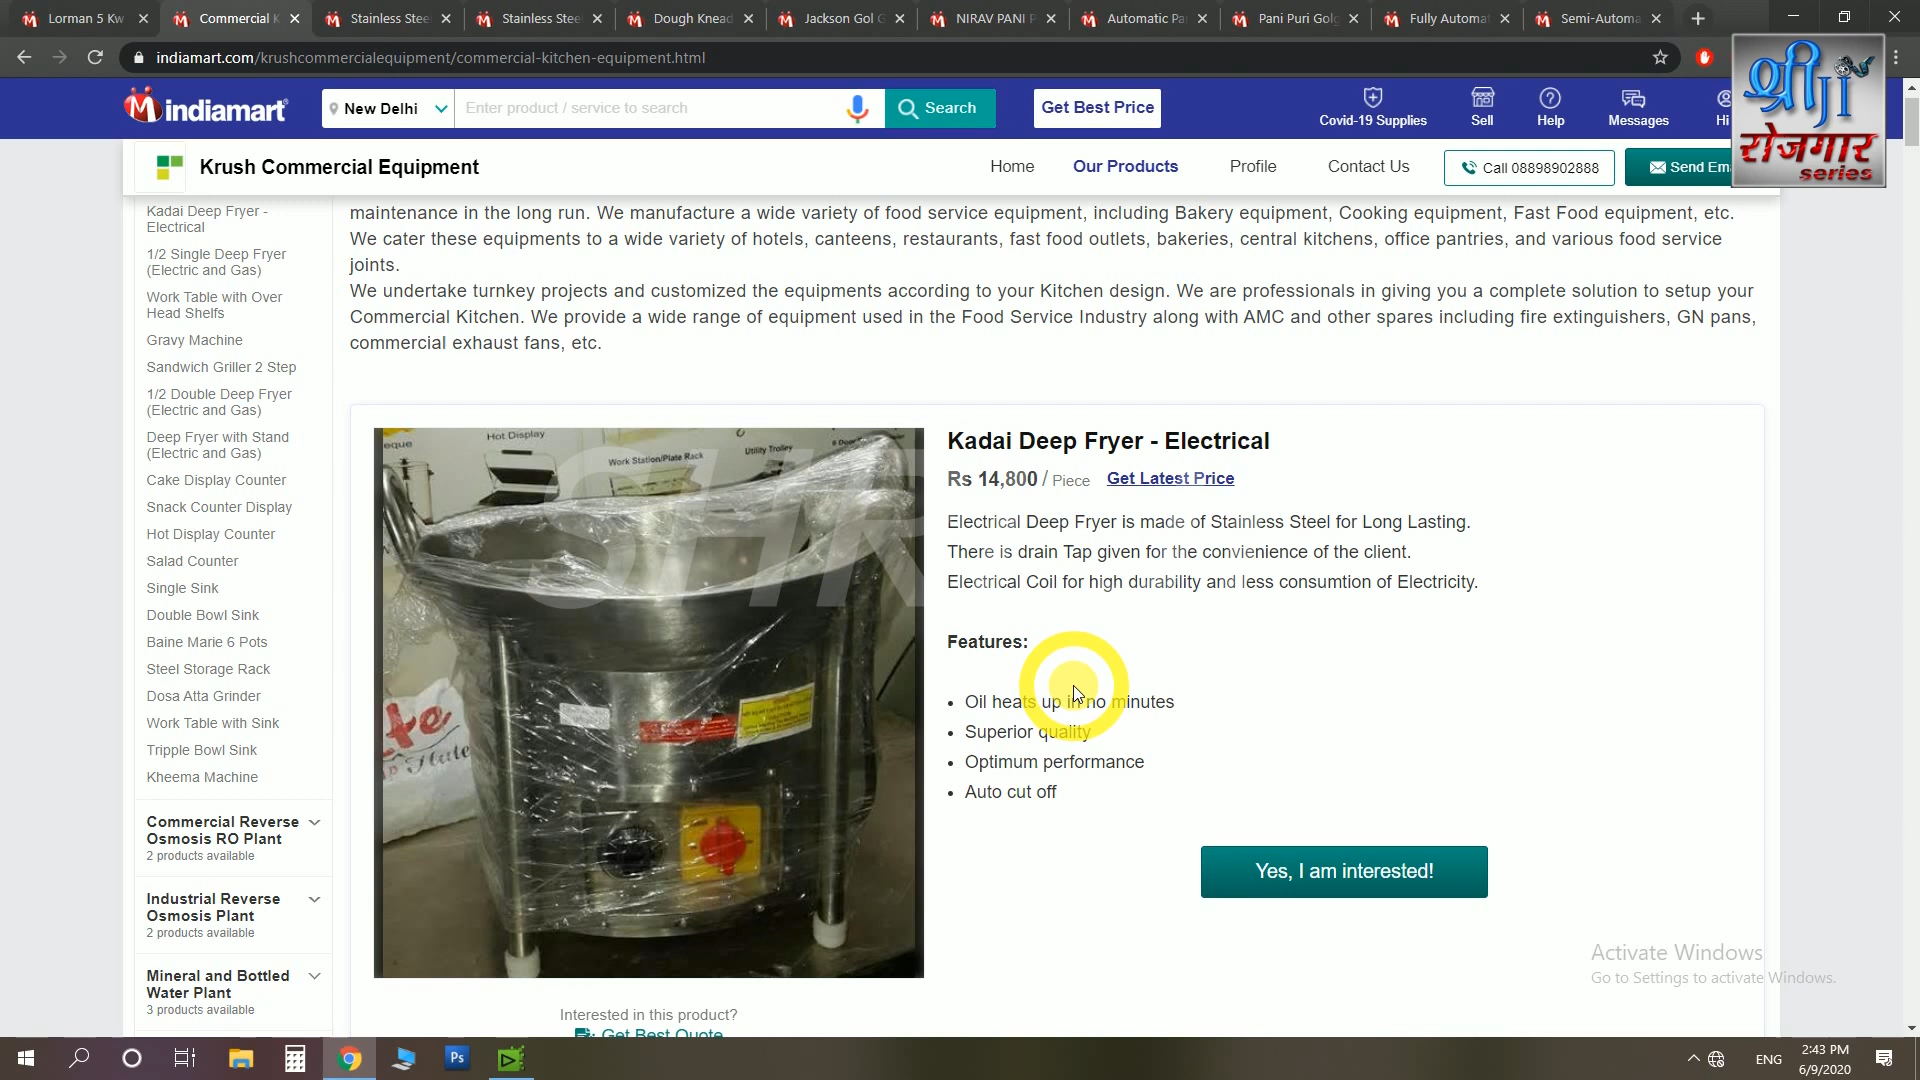 Lorman 5 Kw
Commercial K
Stainless Stee
Stainless Stee
Dough Knead
Jackson Gol G
NIRAV PANI P
Automatic Pa
Pani Puri Golg
Fully Automat
Semi-Automa
indiamart.com/krushcommercialequipment/commercial-kitchen-equipment.html
श्रीजी
रोजगार
series
indiamart
New Delhi
Enter product / service to search
Search
Get Best Price
Covid-19 Supplies
Sell
Help
Messages
Hi
Krush Commercial Equipment
Home
Our Products
Profile
Contact Us
Call 08898902888
Send Em
Kadai Deep Fryer -
Electrical
1/2 Single Deep Fryer
(Electric and Gas)
Work Table with Over
Head Shelfs
Gravy Machine
Sandwich Griller 2 Step
1/2 Double Deep Fryer
(Electric and Gas)
Deep Fryer with Stand
(Electric and Gas)
Cake Display Counter
Snack Counter Display
Hot Display Counter
Salad Counter
Single Sink
Double Bowl Sink
Baine Marie 6 Pots
Steel Storage Rack
Dosa Atta Grinder
Work Table with Sink
Tripple Bowl Sink
Kheema Machine
Commercial Reverse
Osmosis RO Plant
2 products available
Industrial Reverse
Osmosis Plant
2 products available
Mineral and Bottled
Water Plant
3 products available
maintenance in the long run. We manufacture a wide variety of food service equipment, including Bakery equipment, Cooking equipment, Fast Food equipment, etc.
We cater these equipments to a wide variety of hotels, canteens, restaurants, fast food outlets, bakeries, central kitchens, office pantries, and various food service
joints.
We undertake turnkey projects and customized the equipments according to your Kitchen design. We are professionals in giving you a complete solution to setup your
Commercial Kitchen. We provide a wide range of equipment used in the Food Service Industry along with AMC and other spares including fire extinguishers, GN pans,
commercial exhaust fans, etc.
eque
Hot Display
Work Station/Plate Rack
Utility Trolley
SHR
Kadai Deep Fryer - Electrical
Rs 14,800 / Piece Get Latest Price
Electrical Deep Fryer is made of Stainless Steel for Long Lasting.
There is drain Tap given for the convienience of the client.
Electrical Coil for high durability and less consumtion of Electricity.
Features:
• Oil heats up in no minutes
• Superior quality
• Optimum performance
• Auto cut off
Yes, I am interested!
Interested in this product?
Get Best Quote
Activate Windows
Go to Settings to activate Windows.
Ps
ENG
2:43 PM
6/9/2020